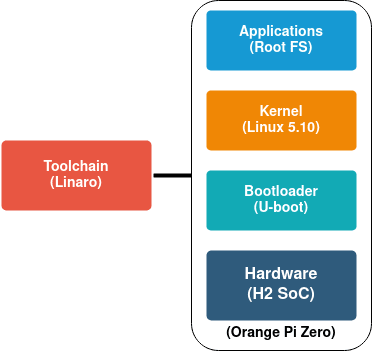 Applications
(Root FS)
Kernel
(Linux 5.10)
Toolchain
(Linaro)
Bootloader
(U-boot)
Hardware
(H2 SoC)
(Orange Pi Zero)